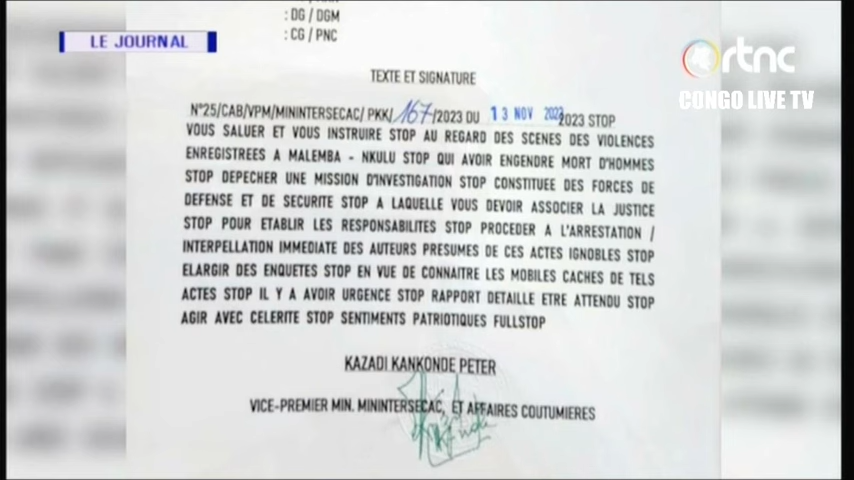 : DG / DGM
: CG / PNC
LE JOURNAL
rtnc
CONGO LIVE TV
TEXTE ET SIGNATURE
N°25/CAB/VPM/MININTERSECAC/ PKK/167/2023 DU 13 NOV 2023 2023 STOP
VOUS SALUER ET VOUS INSTRUIRE STOP AU REGARD DES SCENES DES VIOLENCES
ENREGISTREES A MALEMBA - NKULU STOP QUI AVOIR ENGENDRE MORT D'HOMMES
STOP DEPECHER UNE MISSION D'INVESTIGATION STOP CONSTITUEE DES FORCES DE
DEFENSE ET DE SECURITE STOP A LAQUELLE VOUS DEVOIR ASSOCIER LA JUSTICE
STOP POUR ETABLIR LES RESPONSABILITES STOP PROCEDER A L'ARRESTATION /
INTERPELLATION IMMEDIATE DES AUTEURS PRESUMES DE CES ACTES IGNOBLES STOP
ELARGIR DES ENQUETES STOP EN VUE DE CONNAITRE LES MOBILES CACHES DE TELS
ACTES STOP IL Y A AVOIR URGENCE STOP RAPPORT DETAILLE ETRE ATTENDU STOP
AGIR AVEC CELERITE STOP SENTIMENTS PATRIOTIQUES FULLSTOP
KAZADI KANKONDE PETER
VICE-PREMIER MIN. MININTERSECAC, ET AFFAIRES COUTUMIERES